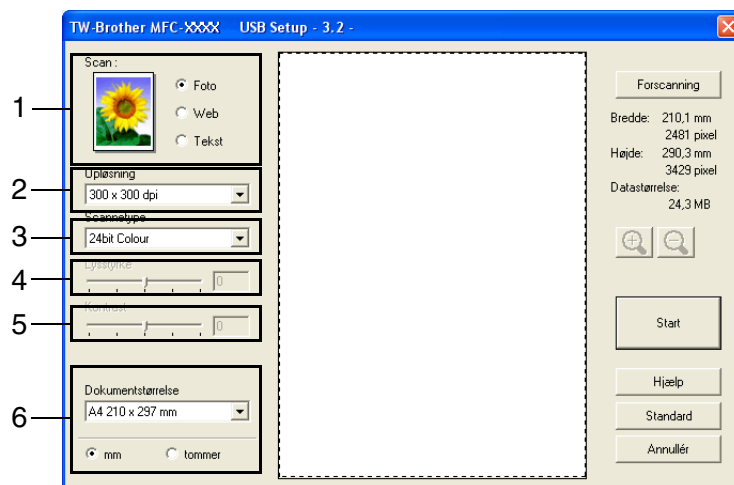 TW-Brother MFC-XXXX USB Setup - 3.2 -
1
Scan :
Foto
Web
Tekst
2
Upløsning
300 x 300 dpi
3
Scannetype
24bit Colour
4
Lysstyrke
0
5
Kontrast
0
6
Dokumentstørrelse
A4 210 x 297 mm
mm
tommer
Forscanning
Bredde: 210,1 mm
2481 pixel
Højde: 290,3 mm
3429 pixel
Datastørrelse:
24,3 MB
Start
Hjælp
Standard
Annullér